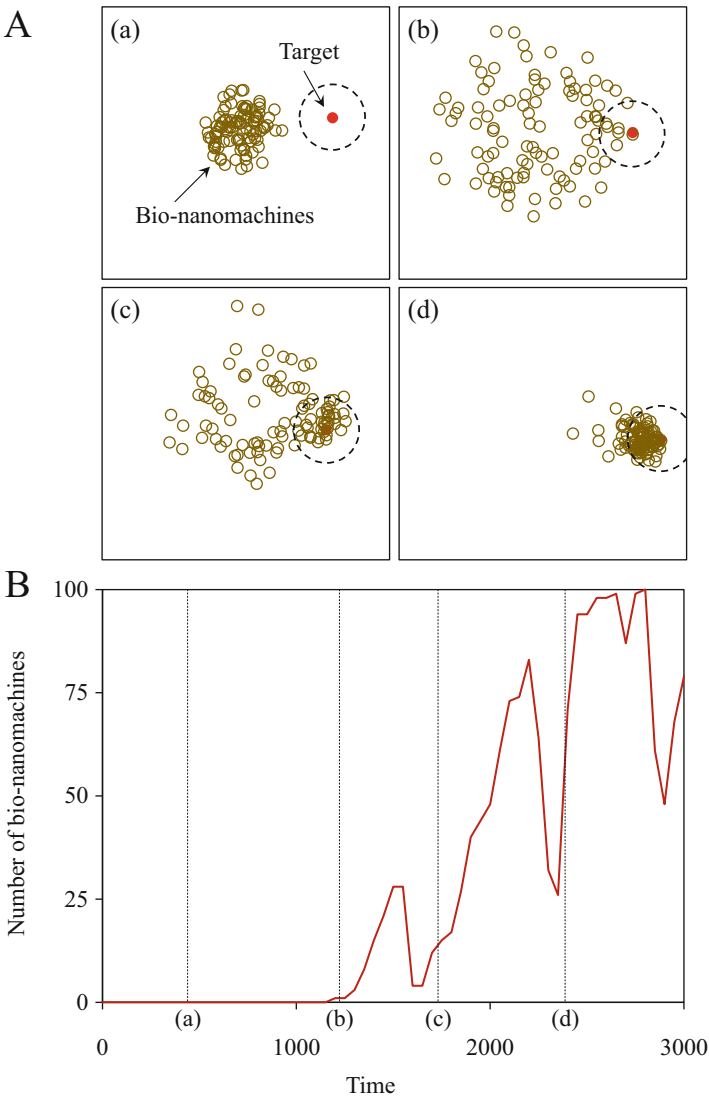 A
(a)
Target
Bio-nanomachines
(b)
(c)
(d)
B
Number of bio-nanomachines
100
75
50
25
0
(a)
(b)
(c)
(d)
0
1000
2000
3000
Time